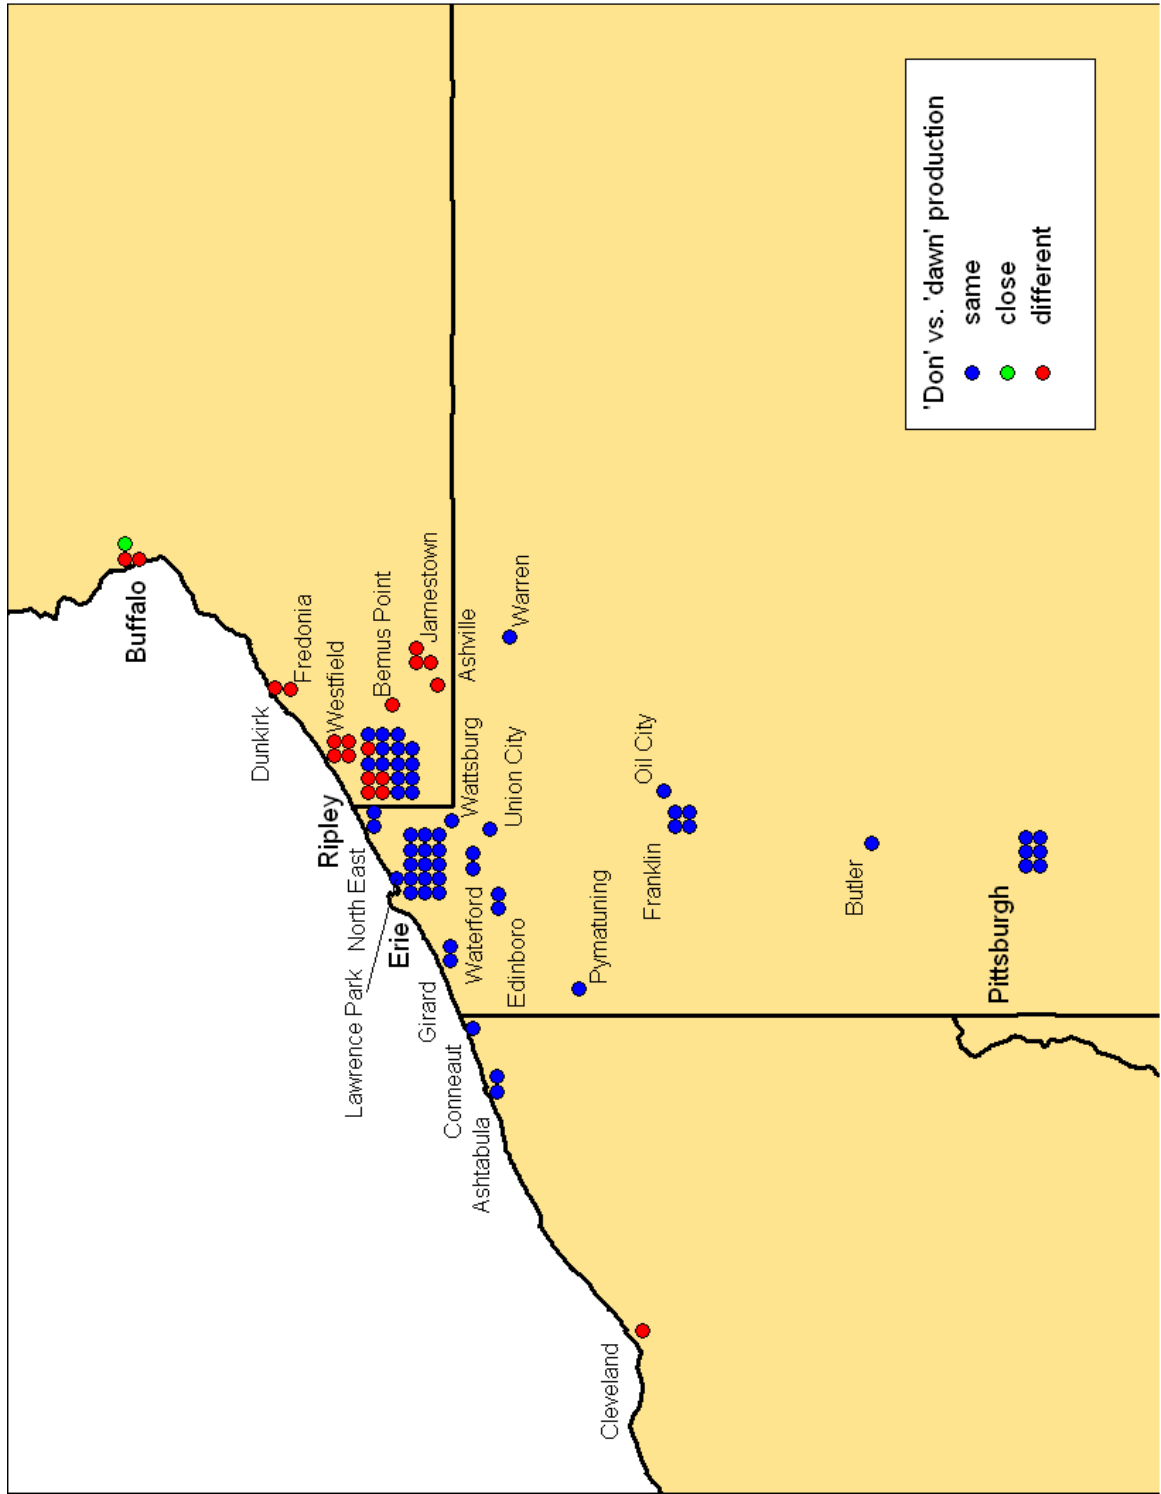 Buffalo
Dunkirk
Fredonia
Westfield
Bemus Point
Jamestown
Ashville
Ripley
North East
Lawrence Park
Erie
Wattsburg
Union City
Warren
Waterford
Edinboro
Girard
Conneaut
Ashtabula
Pymatuning
Cleveland
Oil City
Franklin
Butler
Pittsburgh
'Don' vs. 'dawn' production
same
close
different